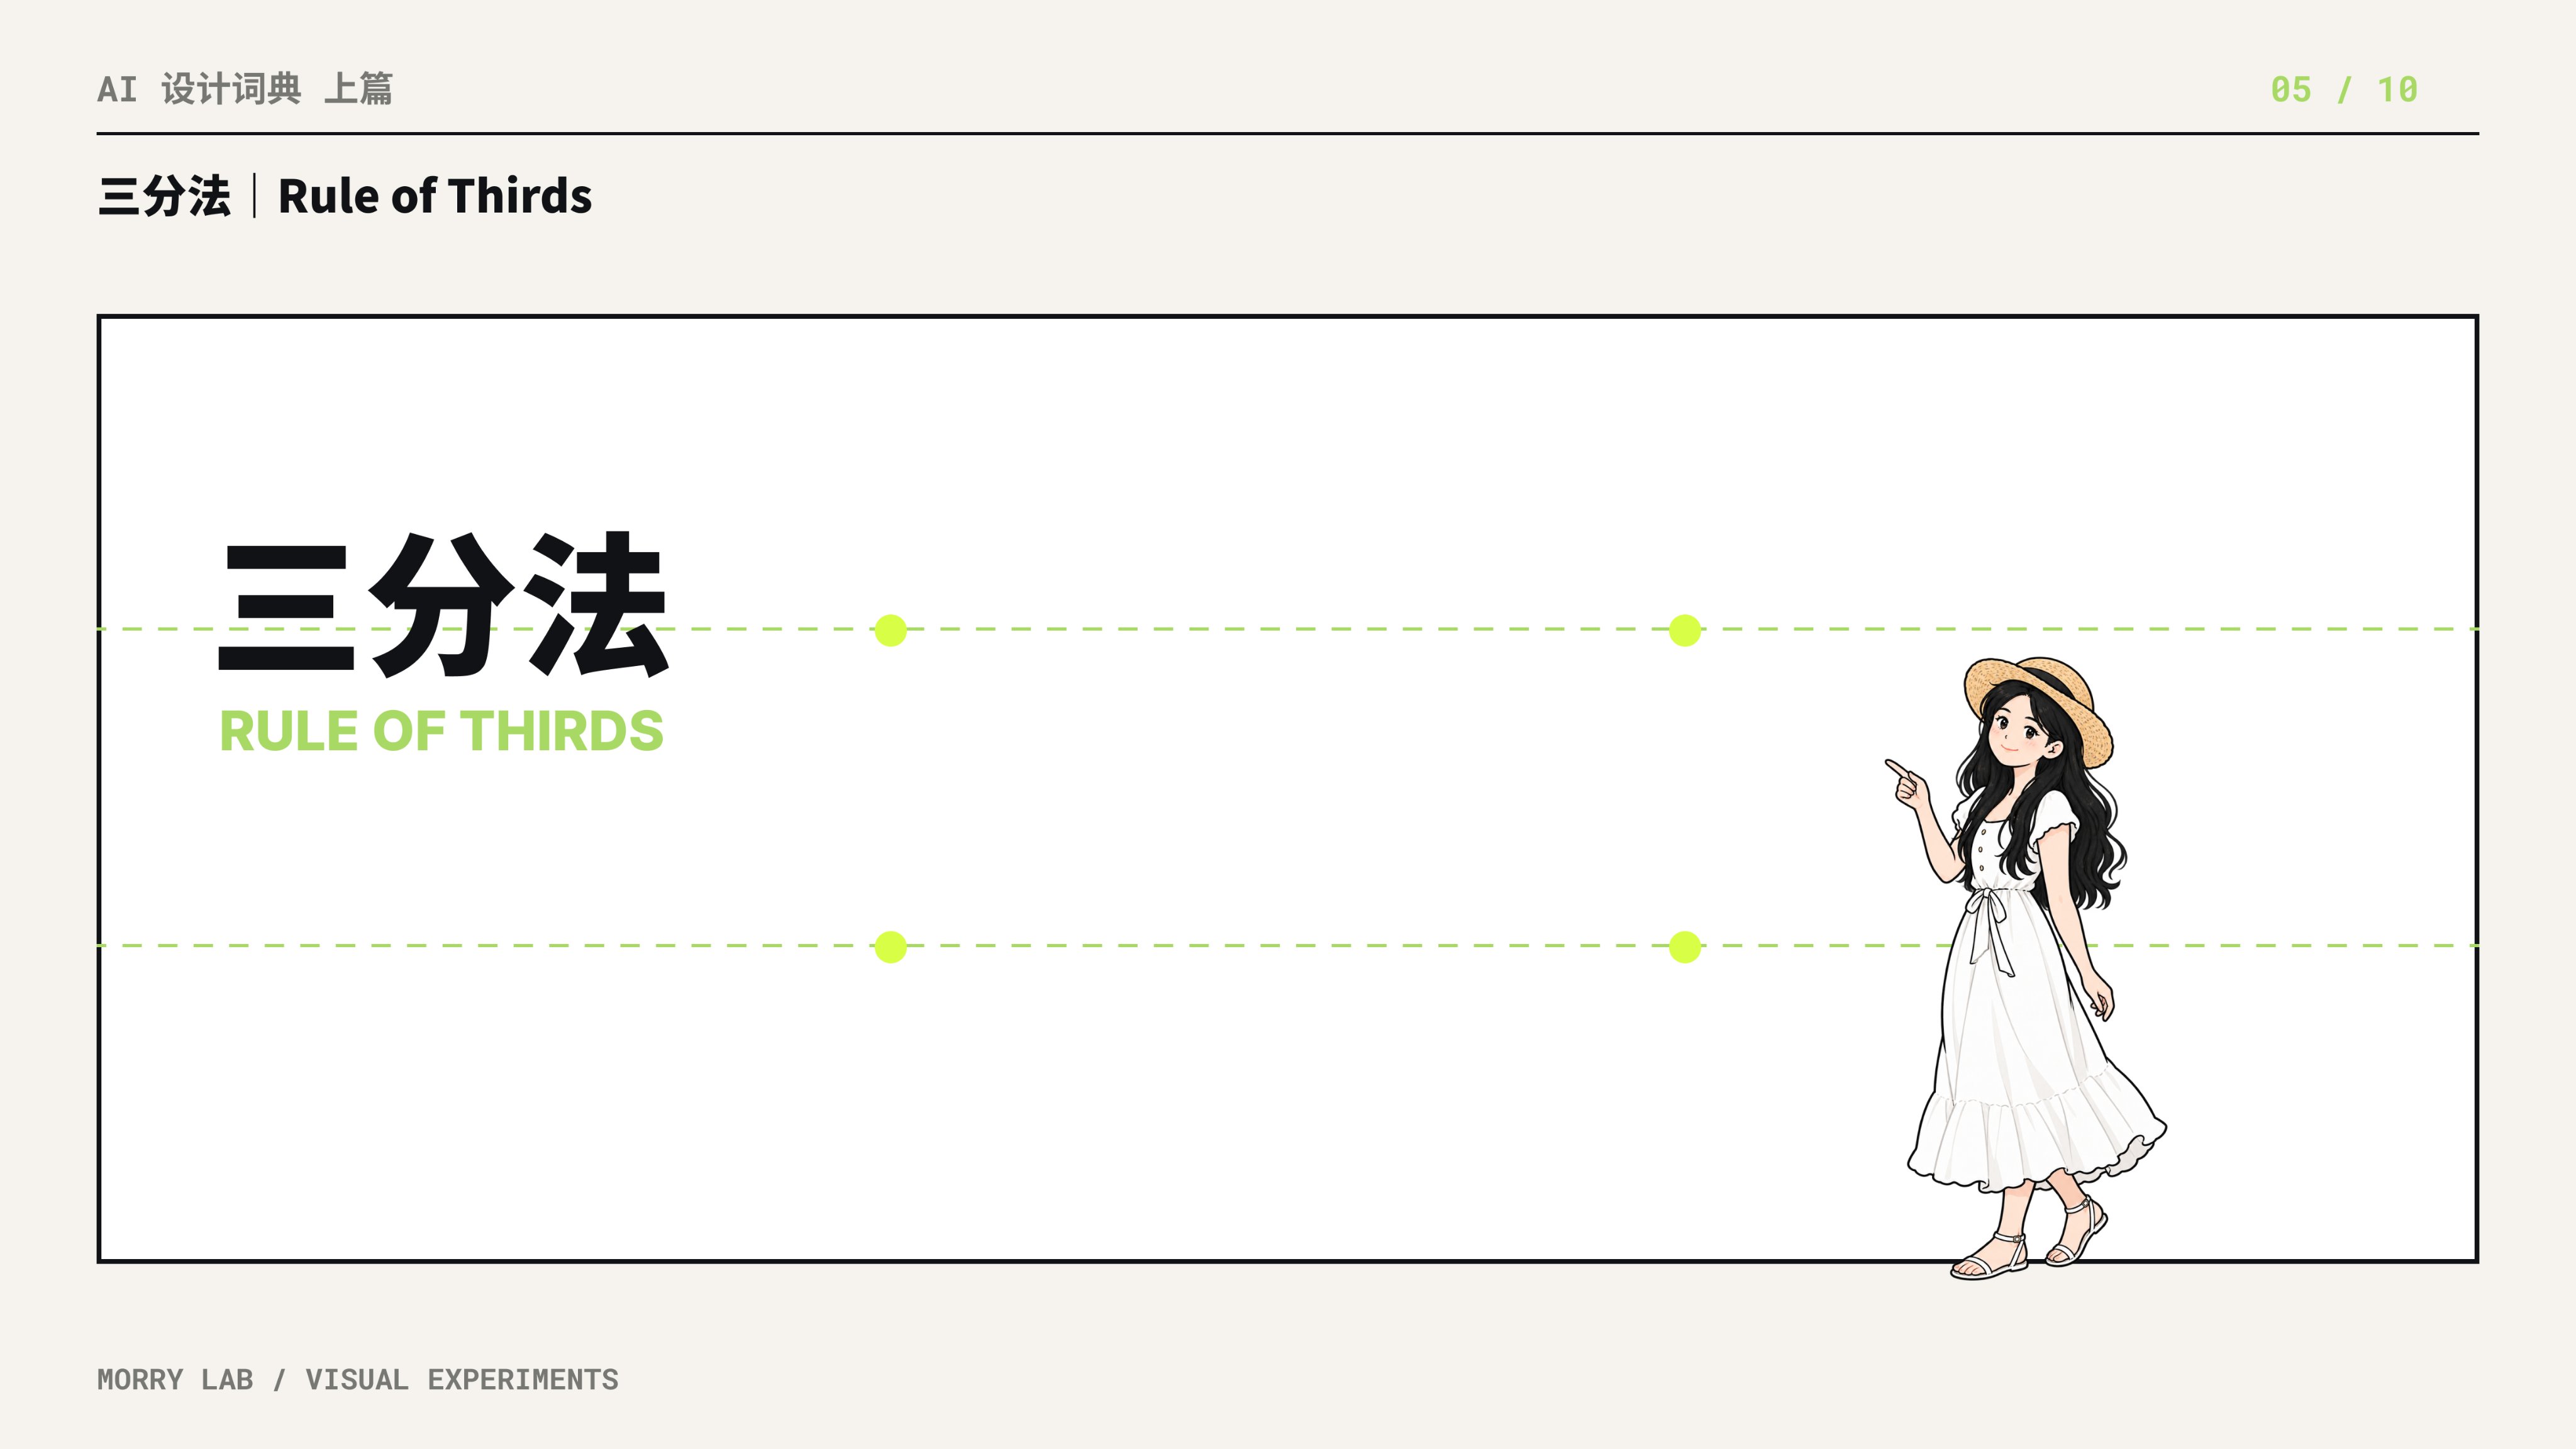 AI 设计词典 上篇
05 / 10
三分法｜Rule of Thirds
三分法
RULE OF THIRDS
MORRY LAB / VISUAL EXPERIMENTS